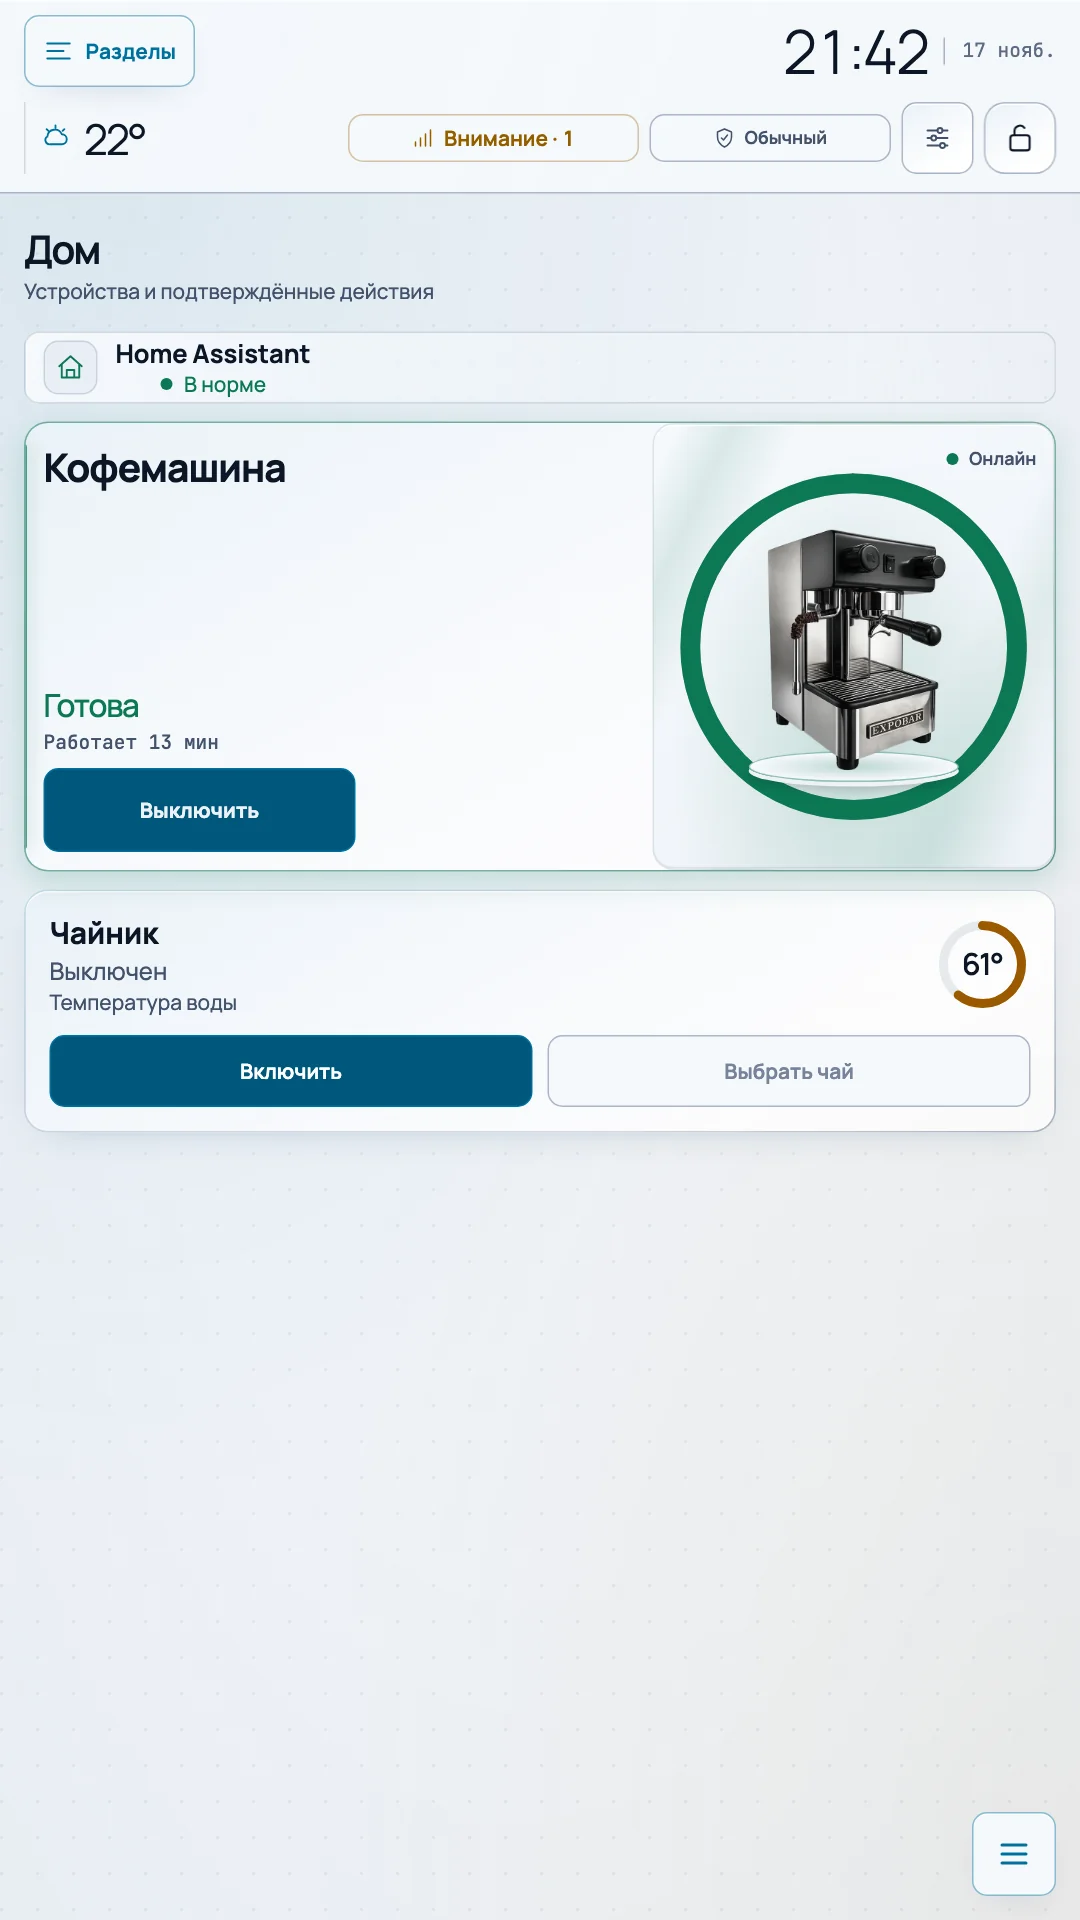 Разделы
21:42
17 нояб.
22°
Внимание · 1
Обычный
Дом
Устройства и подтверждённые действия
Home Assistant
В норме
Кофемашина
Онлайн
EXPOBAR
Готова
Работает 13 мин
Выключить
Чайник
Выключен
Температура воды
61°
Включить
Выбрать чай